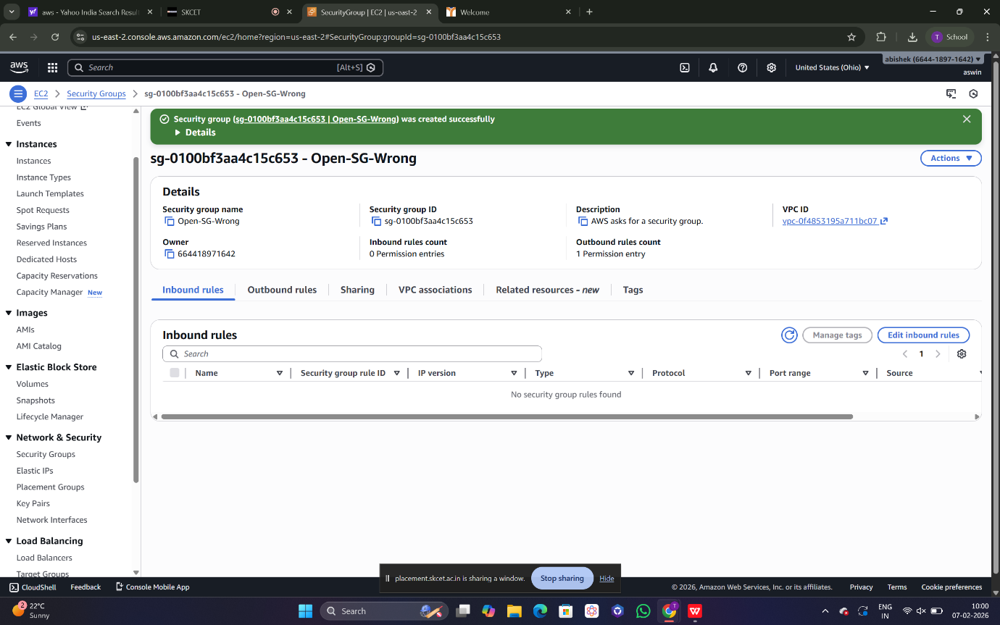 aws - Yahoo India Search Resul
SKCET
SecurityGroup | EC2 | us-east-2
Welcome
us-east-2.console.aws.amazon.com/ec2/home?region=us-east-2#SecurityGroup:groupId=sg-0100bf3aa4c15c653
T School
aws
Search [Alt+S]
United States (Ohio)
abishek (6644-1897-1642)
aswin
EC2 > Security Groups > sg-0100bf3aa4c15c653 - Open-SG-Wrong
EC2 Global View
Events
Instances
Instances
Instance Types
Launch Templates
Spot Requests
Savings Plans
Reserved Instances
Dedicated Hosts
Capacity Reservations
Capacity Manager New
Images
AMIs
AMI Catalog
Elastic Block Store
Volumes
Snapshots
Lifecycle Manager
Network & Security
Security Groups
Elastic IPs
Placement Groups
Key Pairs
Network Interfaces
Load Balancing
Load Balancers
Target Groups
Security group (sg-0100bf3aa4c15c653 | Open-SG-Wrong) was created successfully
Details
sg-0100bf3aa4c15c653 - Open-SG-Wrong
Actions
Details
Security group name
Open-SG-Wrong
Security group ID
sg-0100bf3aa4c15c653
Description
AWS asks for a security group.
VPC ID
vpc-0f4853195a711bc07
Owner
664418971642
Inbound rules count
0 Permission entries
Outbound rules count
1 Permission entry
Inbound rules
Outbound rules
Sharing
VPC associations
Related resources - new
Tags
Inbound rules
Manage tags
Edit inbound rules
Search
1
Name
Security group rule ID
IP version
Type
Protocol
Port range
Source
No security group rules found
placement.skcet.ac.in is sharing a window.
Stop sharing
Hide
CloudShell
Feedback
Console Mobile App
© 2026, Amazon Web Services, Inc. or its affiliates.
Privacy
Terms
Cookie preferences
2
22°C
Sunny
Search
T
ENG
IN
10:00
07-02-2026